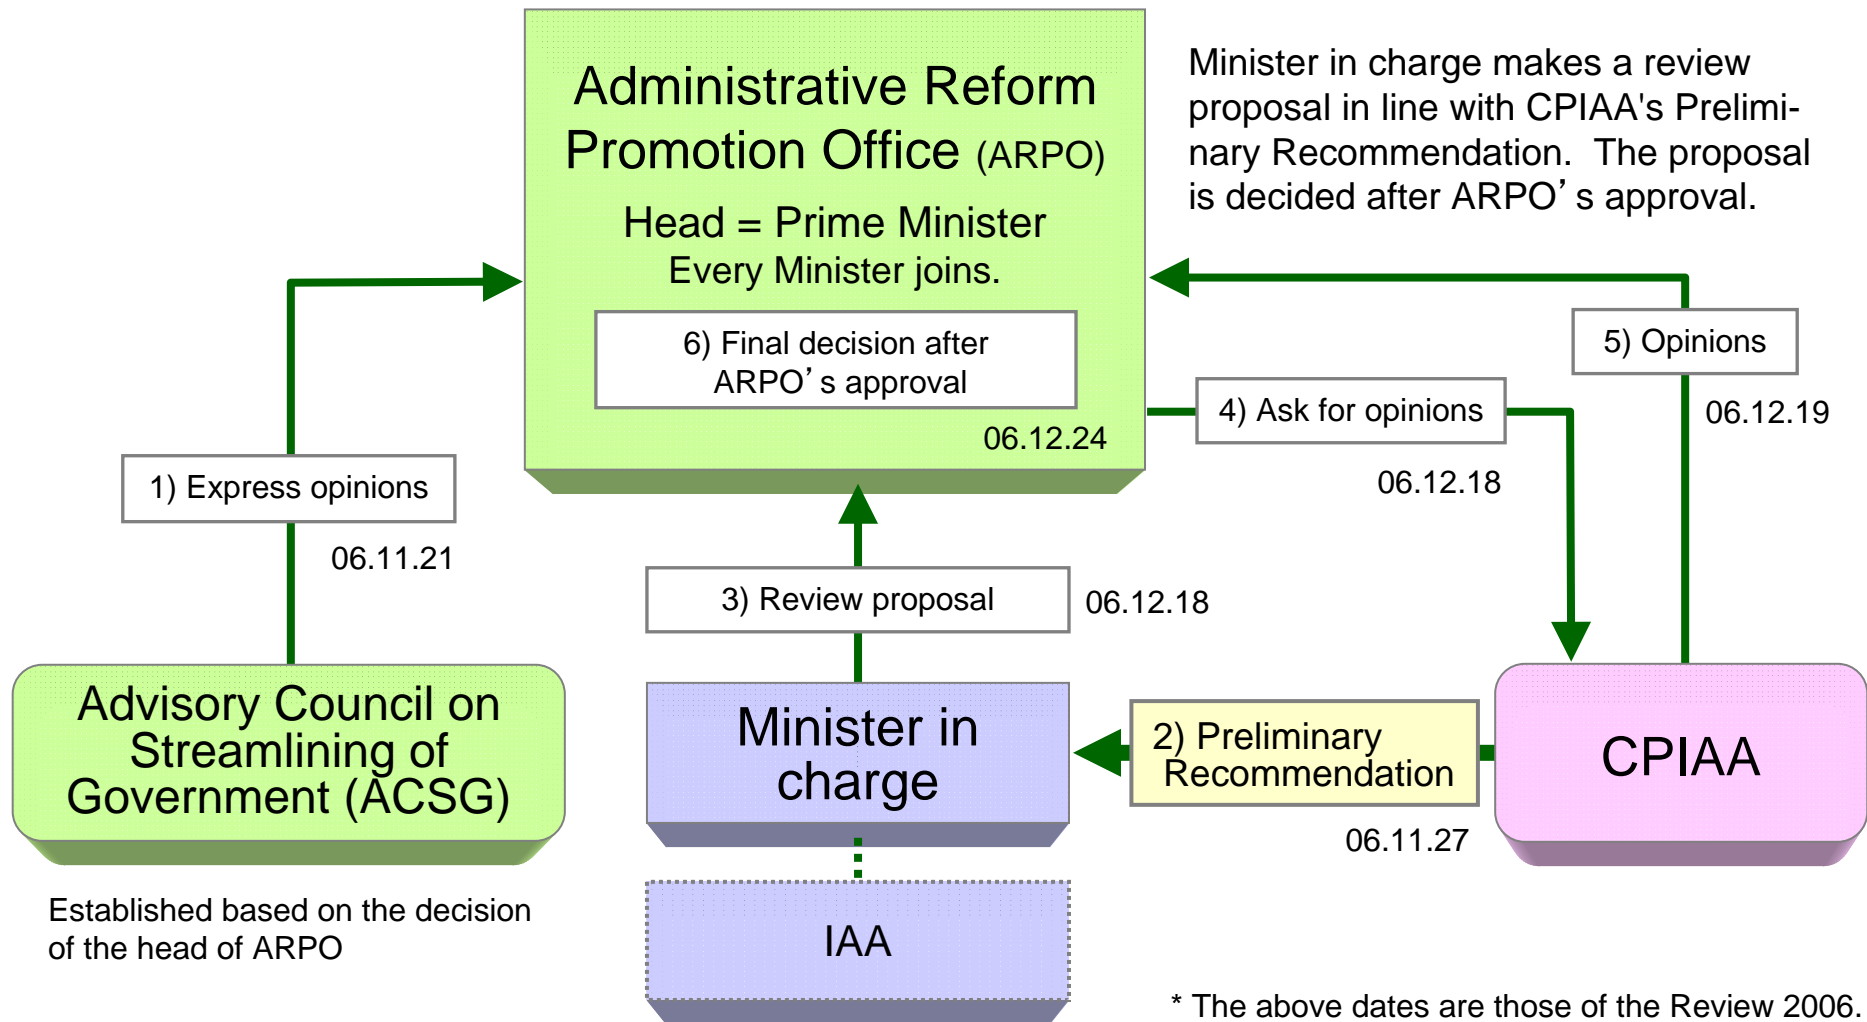 Administrative Reform
Promotion Office (ARPO)
Head = Prime Minister
Every Minister joins.
6) Final decision after
ARPO’s approval
06.12.24
Minister in charge makes a review
proposal in line with CPIAA's Prelimi-
nary Recommendation. The proposal
is decided after ARPO’s approval.
5) Opinions
06.12.19
4) Ask for opinions
06.12.18
1) Express opinions
06.11.21
3) Review proposal
06.12.18
Advisory Council on
Streamlining of
Government (ACSG)
Minister in
charge
2) Preliminary
Recommendation
06.11.27
CPIAA
Established based on the decision
of the head of ARPO
IAA
* The above dates are those of the Review 2006.